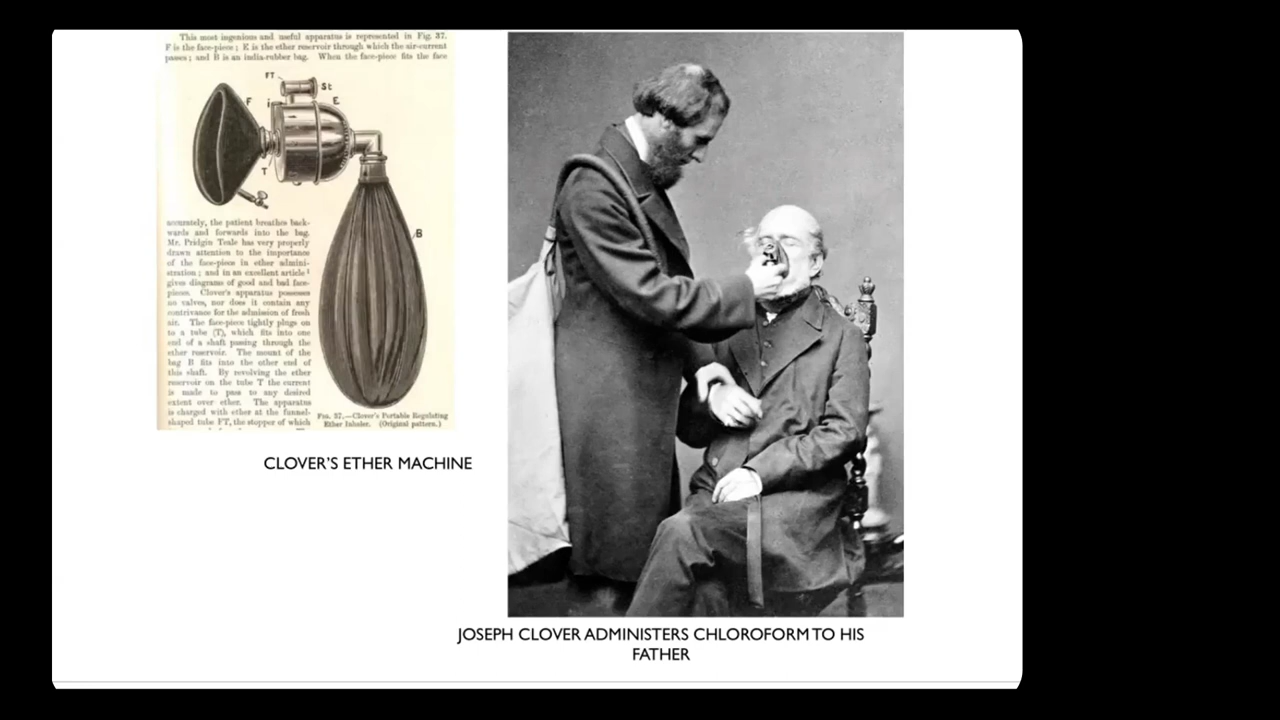 This most ingenious and useful apparatus is represented in Fig. 37.
F is the face-piece; E is the ether reservoir through which the air-current
passes; and B is an india-rubber bag. When the face-piece fits the face
FT
St
F
i
E
T
B
accurately, the patient breathes back-
wards and forwards into the bag.
Mr. Pridgin Teale has very properly
drawn attention to the importance
of the face-piece in ether admini-
stration; and in an excellent article¹
gives diagrams of good and bad face-
pieces. Clover's apparatus possesses
no valves, nor does it contain any
contrivance for the admission of fresh
air. The face-piece tightly plugs on
to a tube (T), which fits into one
end of a shaft passing through the
ether reservoir. The mount of the
bag B fits into the other end of
this shaft. By revolving the ether
reservoir on the tube T the current
is made to pass to any desired
extent over ether. The apparatus
is charged with ether at the funnel-
shaped tube FT, the stopper of which
FIG. 37.—Clover's Portable Regulating
Ether Inhaler. (Original pattern.)
CLOVER'S ETHER MACHINE
JOSEPH CLOVER ADMINISTERS CHLOROFORM TO HIS
FATHER